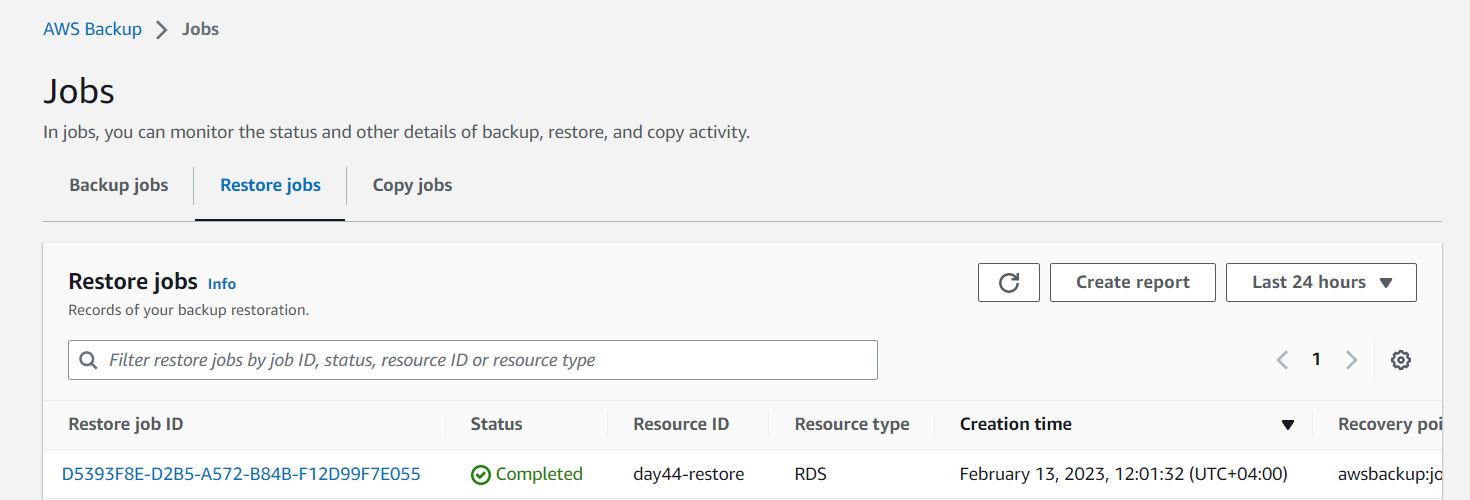 AWS Backup > Jobs
Jobs
In jobs, you can monitor the status and other details of backup, restore, and copy activity.
Backup jobs Restore jobs Copy jobs
Restore jobs Info
Create report Last 24 hours
Records of your backup restoration.
Filter restore jobs by job ID, status, resource ID or resource type
1
Restore job ID Status Resource ID Resource type Creation time Recovery poi
D5393F8E-D2B5-A572-B84B-F12D99F7E055 Completed day44-restore RDS February 13, 2023, 12:01:32 (UTC+04:00) awsbackup:jo